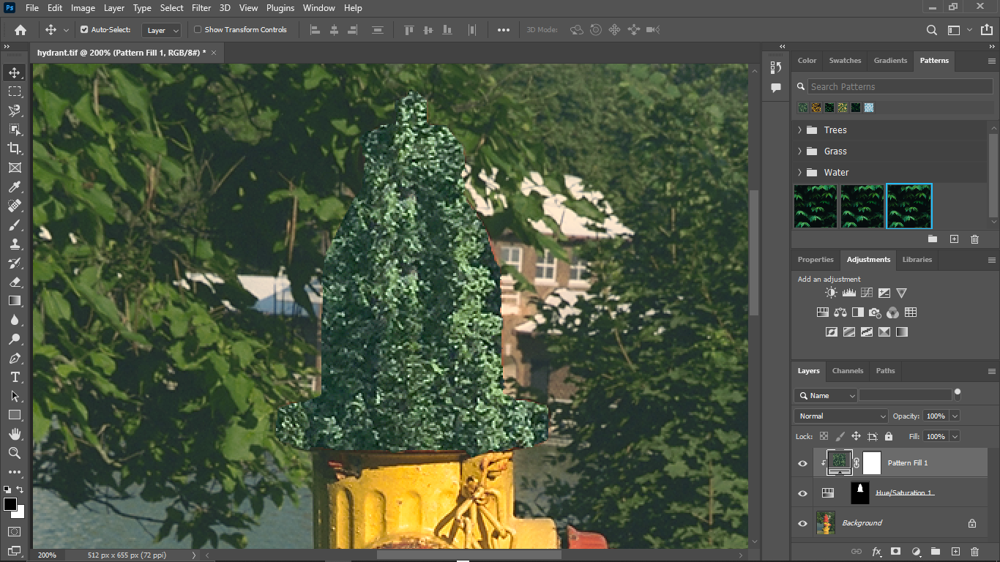 Ps File Edit Image Layer Type Select Filter 3D View Plugins Window Help
Auto-Select: Layer Show Transform Controls 3D Mode:
hydrant.tif @ 200% (Pattern Fill 1, RGB/8#) *
Color Swatches Gradients Patterns
Search Patterns
Trees
Grass
Water
Properties Adjustments Libraries
Add an adjustment
Layers Channels Paths
Name
Normal Opacity: 100%
Lock: Fill: 100%
Pattern Fill 1
Hue/Saturation 1
Background
200% 512 px x 655 px (72 ppi)
fx